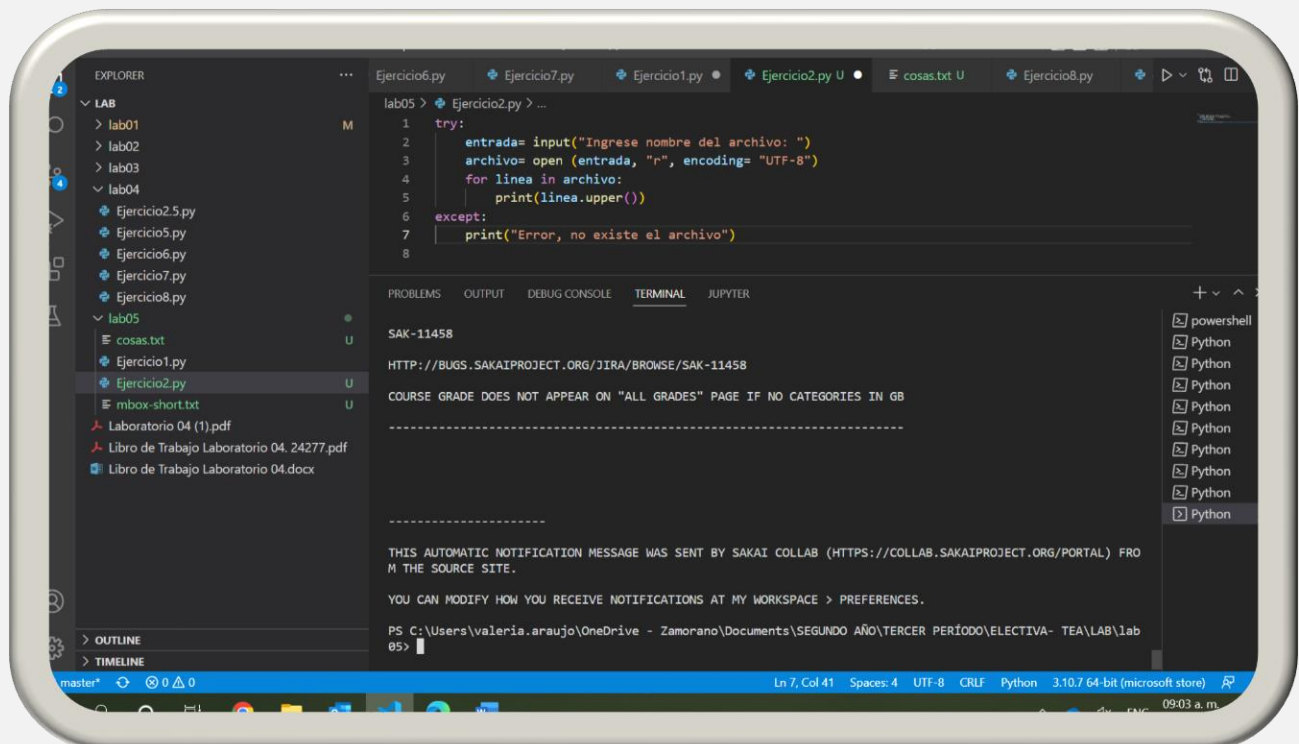 EXPLORER ...
LAB
lab01 M
lab02
lab03
lab04
Ejercicio2.5.py
Ejercicio5.py
Ejercicio6.py
Ejercicio7.py
Ejercicio8.py
lab05
cosas.txt U
Ejercicio1.py
Ejercicio2.py U
mbox-short.txt U
Laboratorio 04 (1).pdf
Libro de Trabajo Laboratorio 04. 24277.pdf
Libro de Trabajo Laboratorio 04.docx
OUTLINE
TIMELINE
2
4
Ejercicio6.py Ejercicio7.py Ejercicio1.py Ejercicio2.py U cosas.txt U Ejercicio8.py
lab05 > Ejercicio2.py > ...
1 try:
2 entrada= input("Ingrese nombre del archivo: ")
3 archivo= open (entrada, "r", encoding= "UTF-8")
4 for linea in archivo:
5 print(linea.upper())
6 except:
7 print("Error, no existe el archivo")
8
PROBLEMS OUTPUT DEBUG CONSOLE TERMINAL JUPYTER
SAK-11458
HTTP://BUGS.SAKAIPROJECT.ORG/JIRA/BROWSE/SAK-11458
COURSE GRADE DOES NOT APPEAR ON "ALL GRADES" PAGE IF NO CATEGORIES IN GB
------------------------------------------------------------------------
----------------------
THIS AUTOMATIC NOTIFICATION MESSAGE WAS SENT BY SAKAI COLLAB (HTTPS://COLLAB.SAKAIPROJECT.ORG/PORTAL) FRO
M THE SOURCE SITE.
YOU CAN MODIFY HOW YOU RECEIVE NOTIFICATIONS AT MY WORKSPACE > PREFERENCES.
PS C:\Users\valeria.araujo\OneDrive - Zamorano\Documents\SEGUNDO AÑO\TERCER PERÍODO\ELECTIVA- TEA\LAB\lab
05>
powershell
Python
Python
Python
Python
Python
Python
Python
Python
Python
master* 0 0 Ln 7, Col 41 Spaces: 4 UTF-8 CRLF Python 3.10.7 64-bit (microsoft store)
ENG 09:03 a. m.